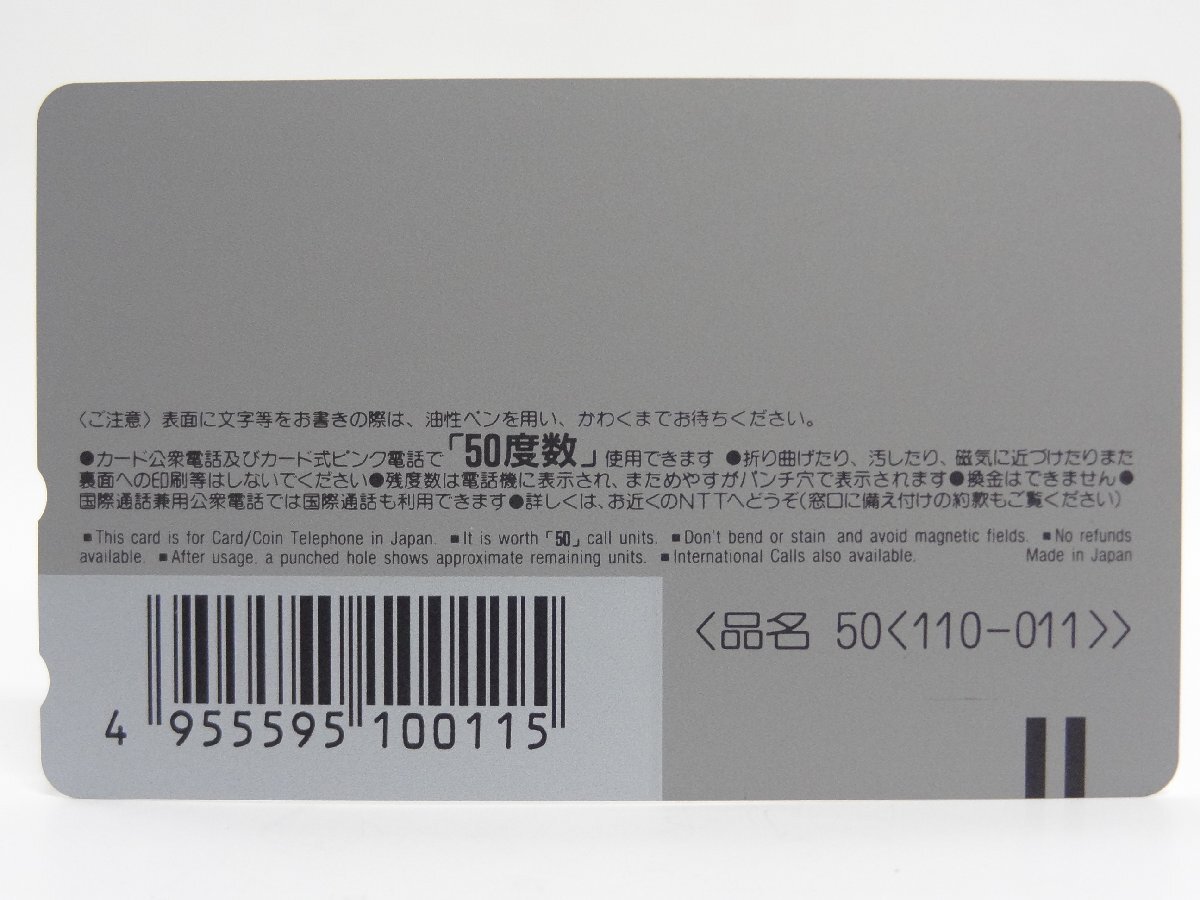 〈ご注意〉表面に文字等をお書きの際は、油性ペンを用い、かわくまでお待ちください。
●カード公衆電話及びカード式ピンク電話で「50度数」使用できます ●折り曲げたり、汚したり、磁気に近づけたりまた
裏面への印刷等はしないでください●残度数は電話機に表示され、まためやすがパンチ穴で表示されます●換金はできません●
国際通話兼用公衆電話では国際通話も利用できます●詳しくは、お近くのNTTへどうぞ(窓口に備え付けの約款もご覧ください)
■This card is for Card/Coin Telephone in Japan. ■It is worth「50」call units. ■Don't bend or stain and avoid magnetic fields. ■No refunds
available. ■After usage, a punched hole shows approximate remaining units. ■International Calls also available. Made in Japan
〈品名 50〈110-011〉〉
4 955595 100115